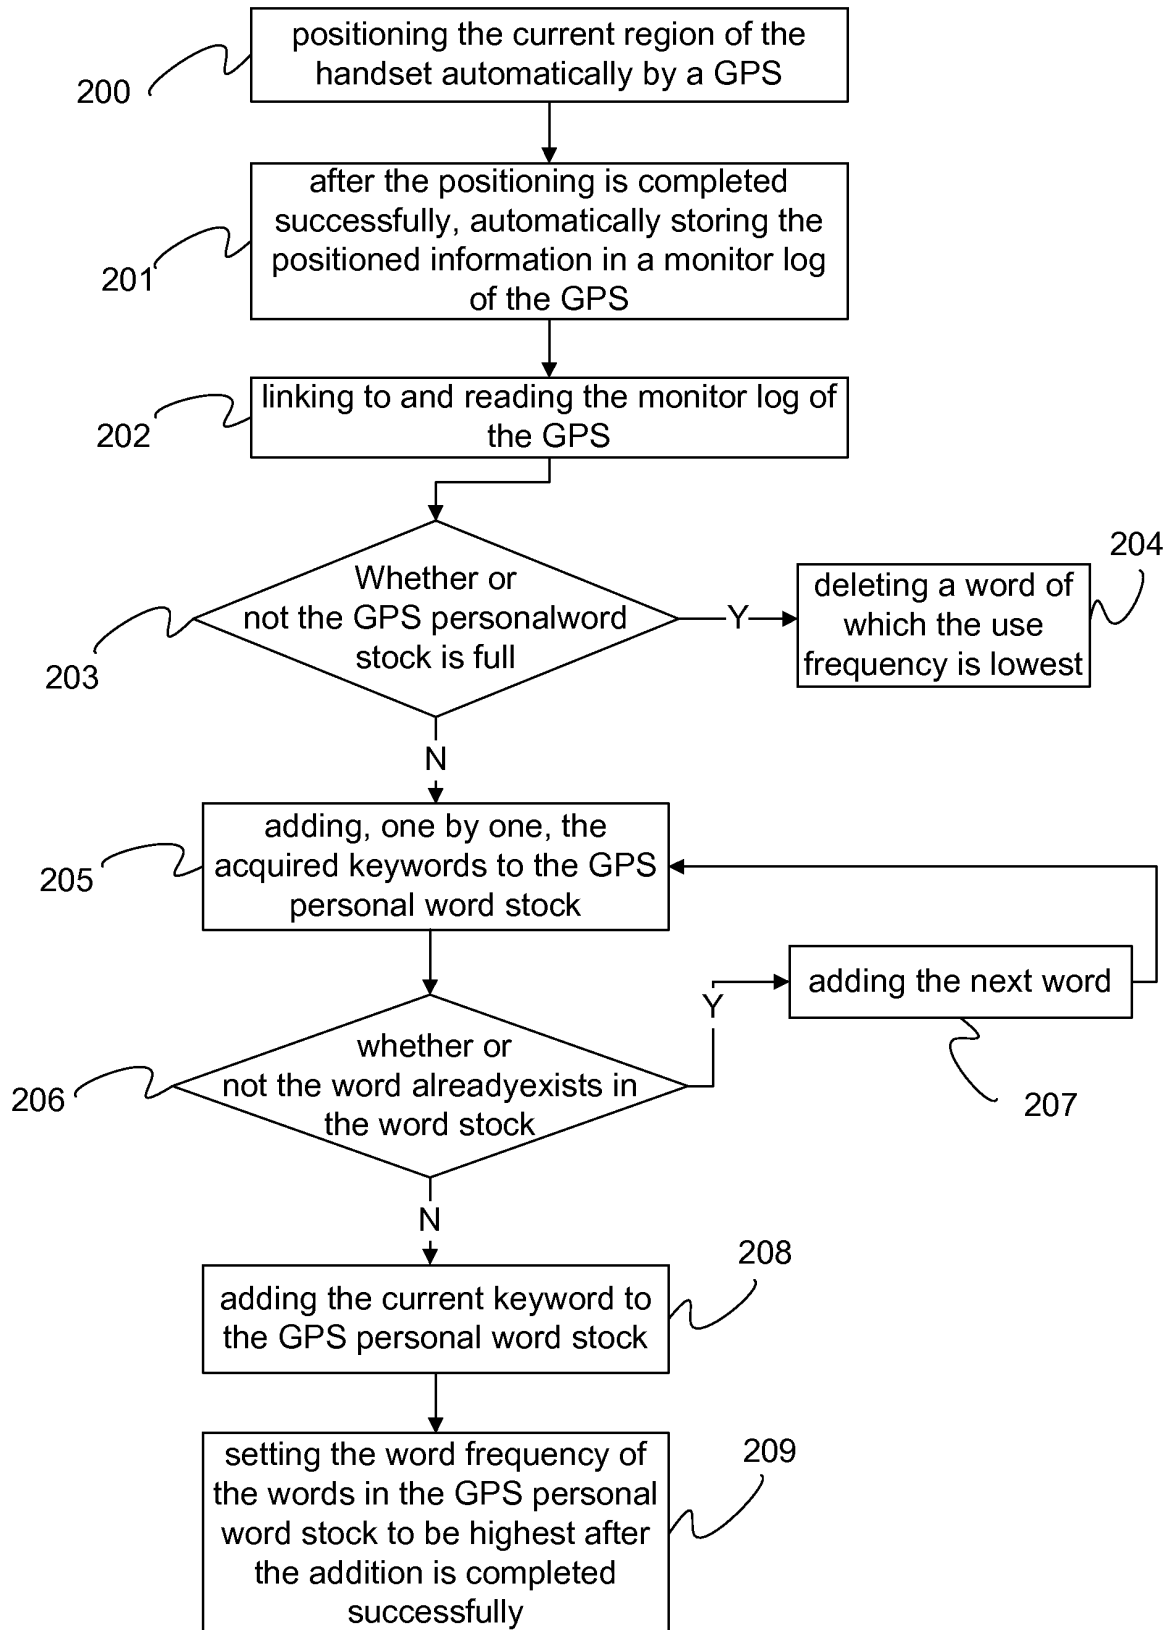 positioning the current region of the
handset automatically by a GPS
200
after the positioning is completed
successfully, automatically storing the
positioned information in a monitor log
of the GPS
201
linking to and reading the monitor log of
the GPS
202
Whether or
not the GPS personalword
stock is full
203
Y
deleting a word of
which the use
frequency is lowest
204
N
adding, one by one, the
acquired keywords to the GPS
personal word stock
205
whether or
not the word alreadyexists in
the word stock
206
Y
adding the next word
207
N
adding the current keyword to
the GPS personal word stock
208
setting the word frequency of
the words in the GPS personal
word stock to be highest after
the addition is completed
successfully
209